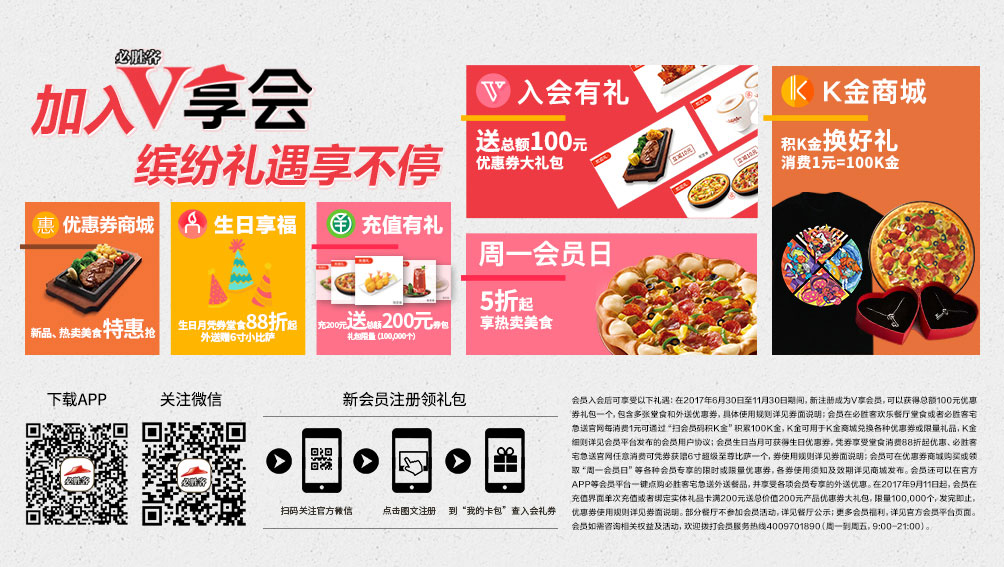 必胜客
加入V享会
缤纷礼遇享不停
惠 优惠券商城
新品、热卖美食 特惠 抢
生日享福
生日月凭券堂食88折起
外送赠6寸小比萨
充值有礼
充200元送总额200元券包
礼包限量 (100,000个)
V 入会有礼
送总额100元
优惠券大礼包
立减10元
周一会员日
5折起
享热卖美食
K K金商城
积K金换好礼
消费1元=100K金
下载APP
必胜客
关注微信
必胜客
新会员注册领礼包
扫码关注官方微信
点击图文注册
到“我的卡包”查入会礼券
会员入会后可享受以下礼遇: 在2017年6月30日至11月30日期间, 新注册成为V享会员, 可以获得总额100元优惠
券礼包一个, 包含多张堂食和外送优惠券, 具体使用规则详见券面说明; 会员在必胜客欢乐餐厅堂食或者必胜客宅
急送官网每消费1元可通过“扫会员码积K金”积累100K金, K金可用于K金商城兑换各种优惠券或限量礼品, K金
细则详见会员平台发布的会员用户协议; 会员生日当月可获得生日优惠券, 凭券享受堂食消费88折起优惠、必胜客
宅急送官网任意消费可凭券获赠6寸超级至尊比萨一个, 券使用规则详见券面说明; 会员可在优惠券商城购买或领
取“周一会员日”等各种会员专享的限时或限量优惠券, 各券使用须知及效期详见商城发布。会员还可以在官方
APP等会员平台一键点购必胜客宅急送外送餐品, 并享受各项会员专享的外送优惠。在2017年9月11日起, 会员在
充值界面单次充值或者绑定实体礼品卡满200元送总价值200元产品优惠券大礼包, 限量100,000个, 发完即止,
优惠券使用规则详见券面说明。部分餐厅不参加会员活动, 详见餐厅公示; 更多会员福利, 详见官方会员平台页面。
会员如需咨询相关权益及活动, 欢迎拨打会员服务热线4009701890 (周一到周五, 9:00-21:00) 。